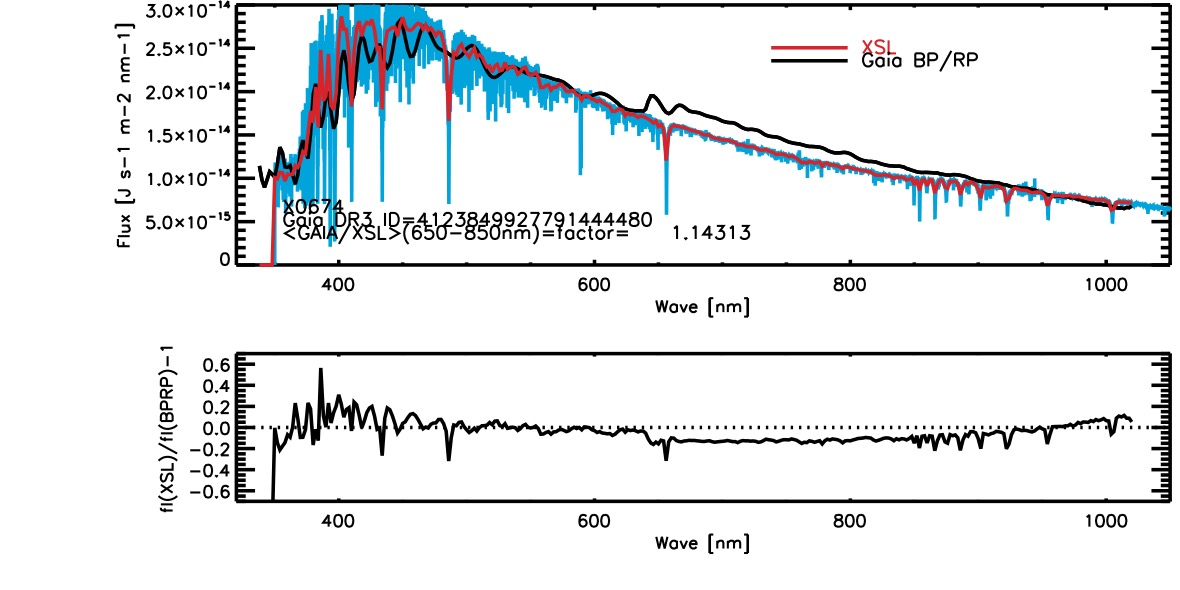 Flux [J s−1 m−2 nm−1]
3.0×10⁻¹⁴
2.5×10⁻¹⁴
2.0×10⁻¹⁴
1.5×10⁻¹⁴
1.0×10⁻¹⁴
5.0×10⁻¹⁵
0
XSL
Gaia BP/RP
X0674
Gaia DR3 ID=4123849927791444480
<GAIA/XSL>(650−850nm)=factor= 1.14313
400 600 800 1000
Wave [nm]
fl(XSL)/fl(BPRP)−1
0.6
0.4
0.2
0.0
−0.2
−0.4
−0.6
400 600 800 1000
Wave [nm]